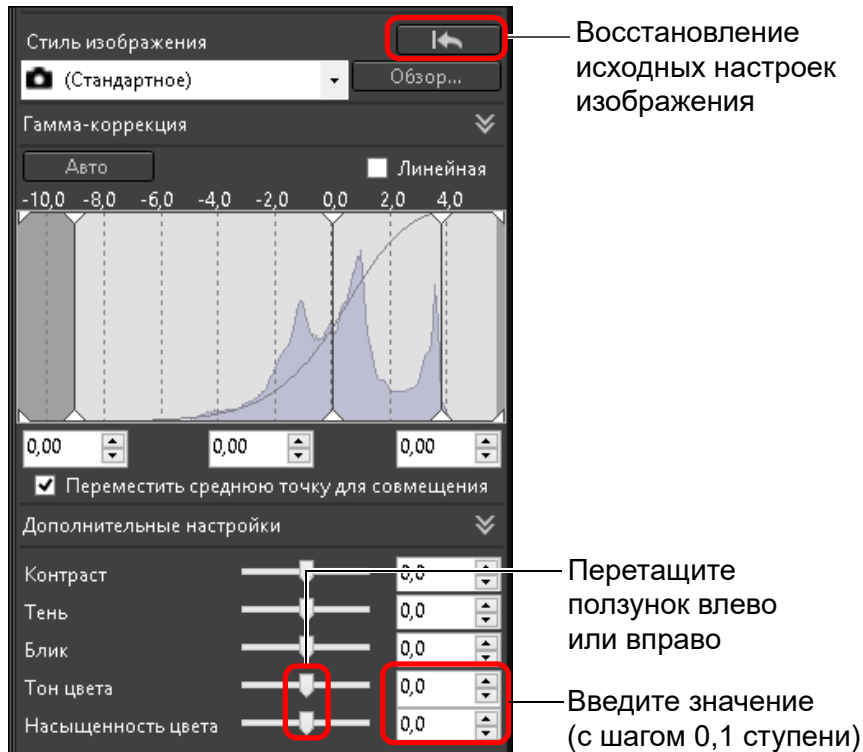 Стиль изображения
(Стандартное)
Обзор...
Восстановление
исходных настроек
изображения
Гамма-коррекция
Авто
Линейная
-10,0 -8,0 -6,0 -4,0 -2,0 0,0 2,0 4,0
0,00 0,00 0,00
Переместить среднюю точку для совмещения
Дополнительные настройки
Контраст 0,0
Тень 0,0
Блик 0,0
Тон цвета 0,0
Насыщенность цвета 0,0
Перетащите
ползунок влево
или вправо
Введите значение
(с шагом 0,1 ступени)